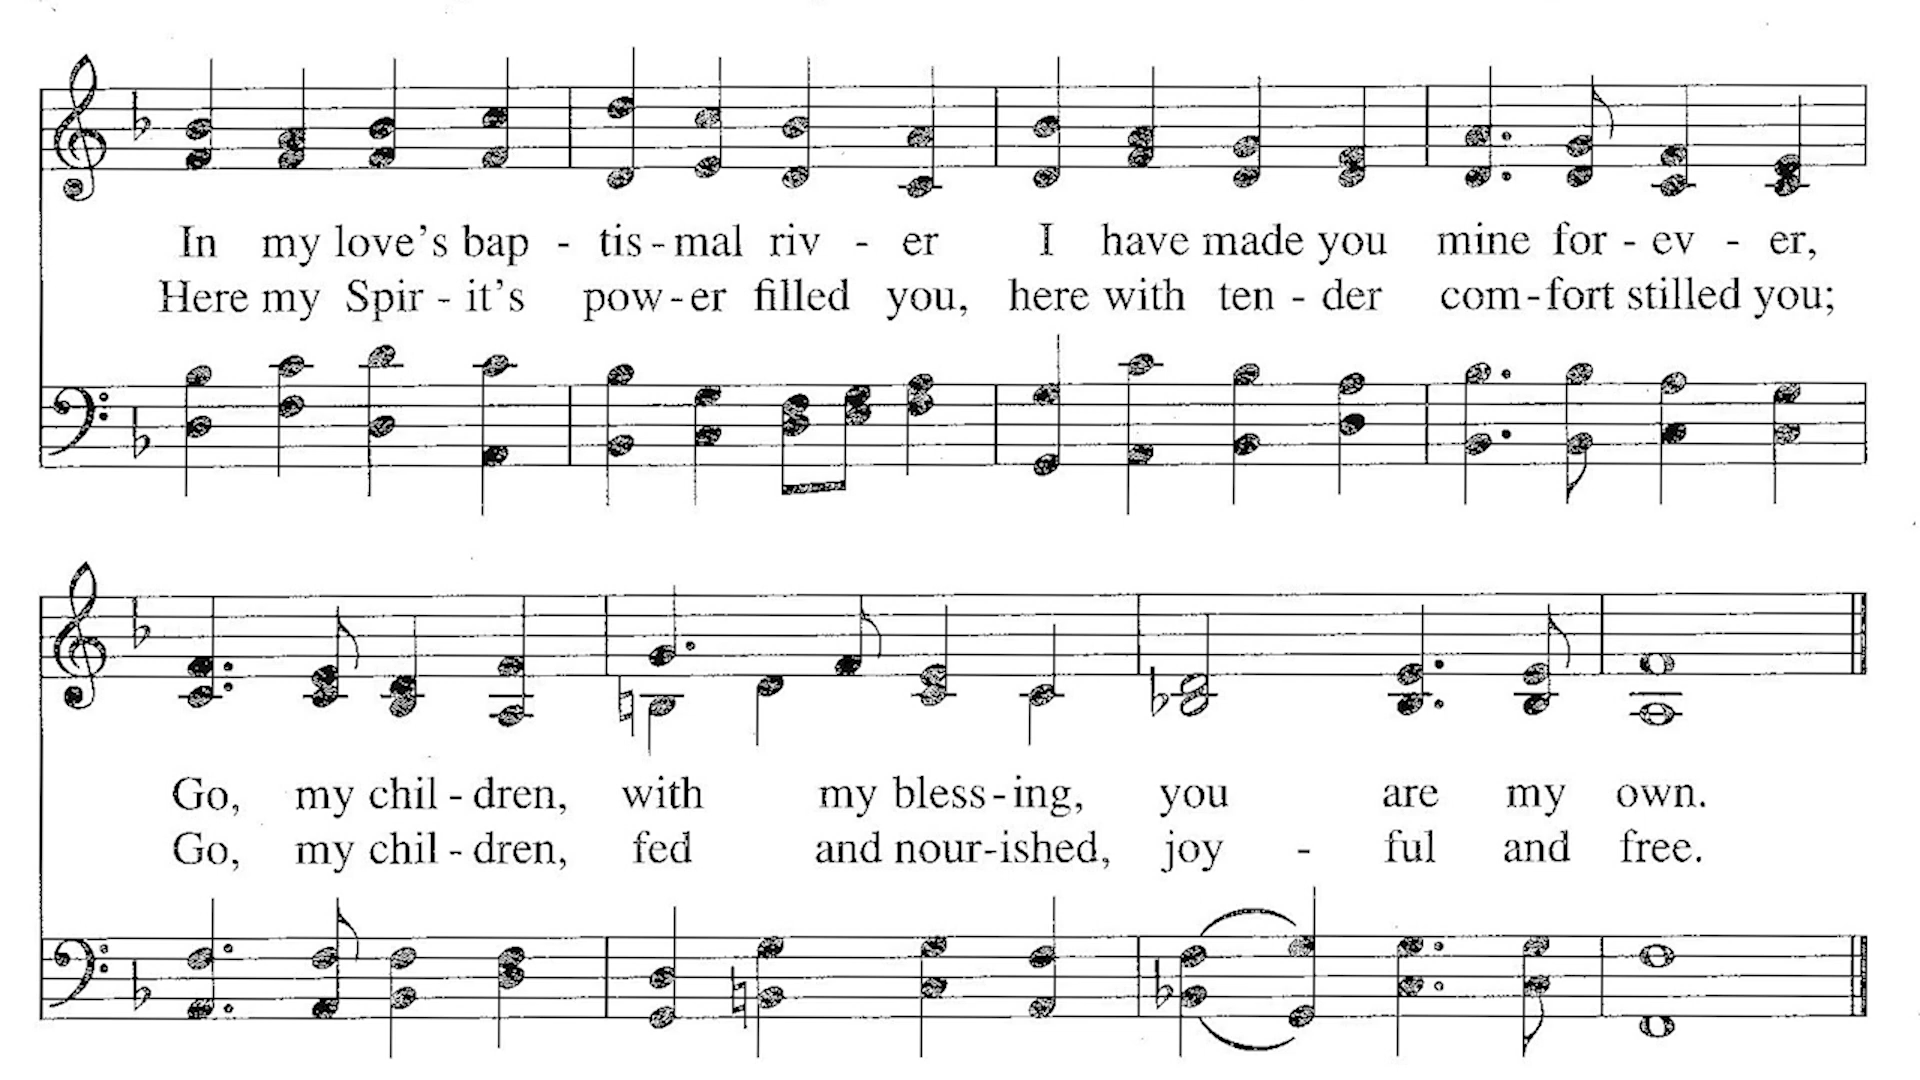 In my love's bap - tis - mal riv - er I have made you mine for - ev - er,
Here my Spir - it's pow - er filled you, here with ten - der com - fort stilled you;
Go, my chil - dren, with my bless - ing, you are my own.
Go, my chil - dren, fed and nour - ished, joy - ful and free.